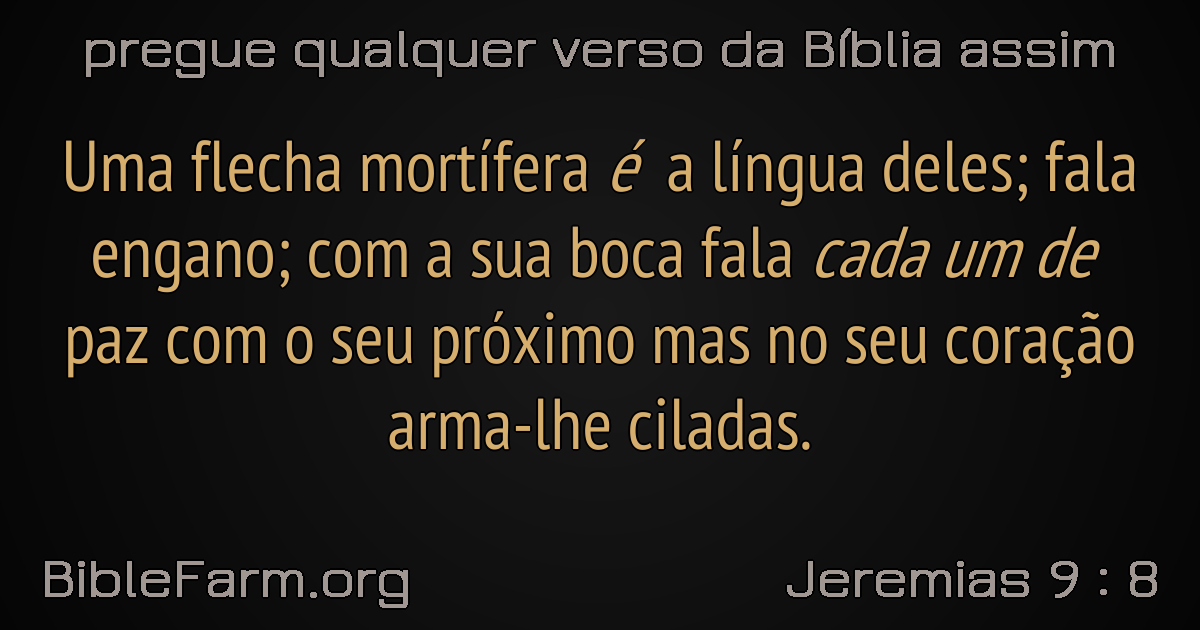 pregue qualquer verso da Bíblia assim
Uma flecha mortífera é a língua deles; fala
engano; com a sua boca fala cada um de
paz com o seu próximo mas no seu coração
arma-lhe ciladas.
BibleFarm.org
Jeremias 9 : 8